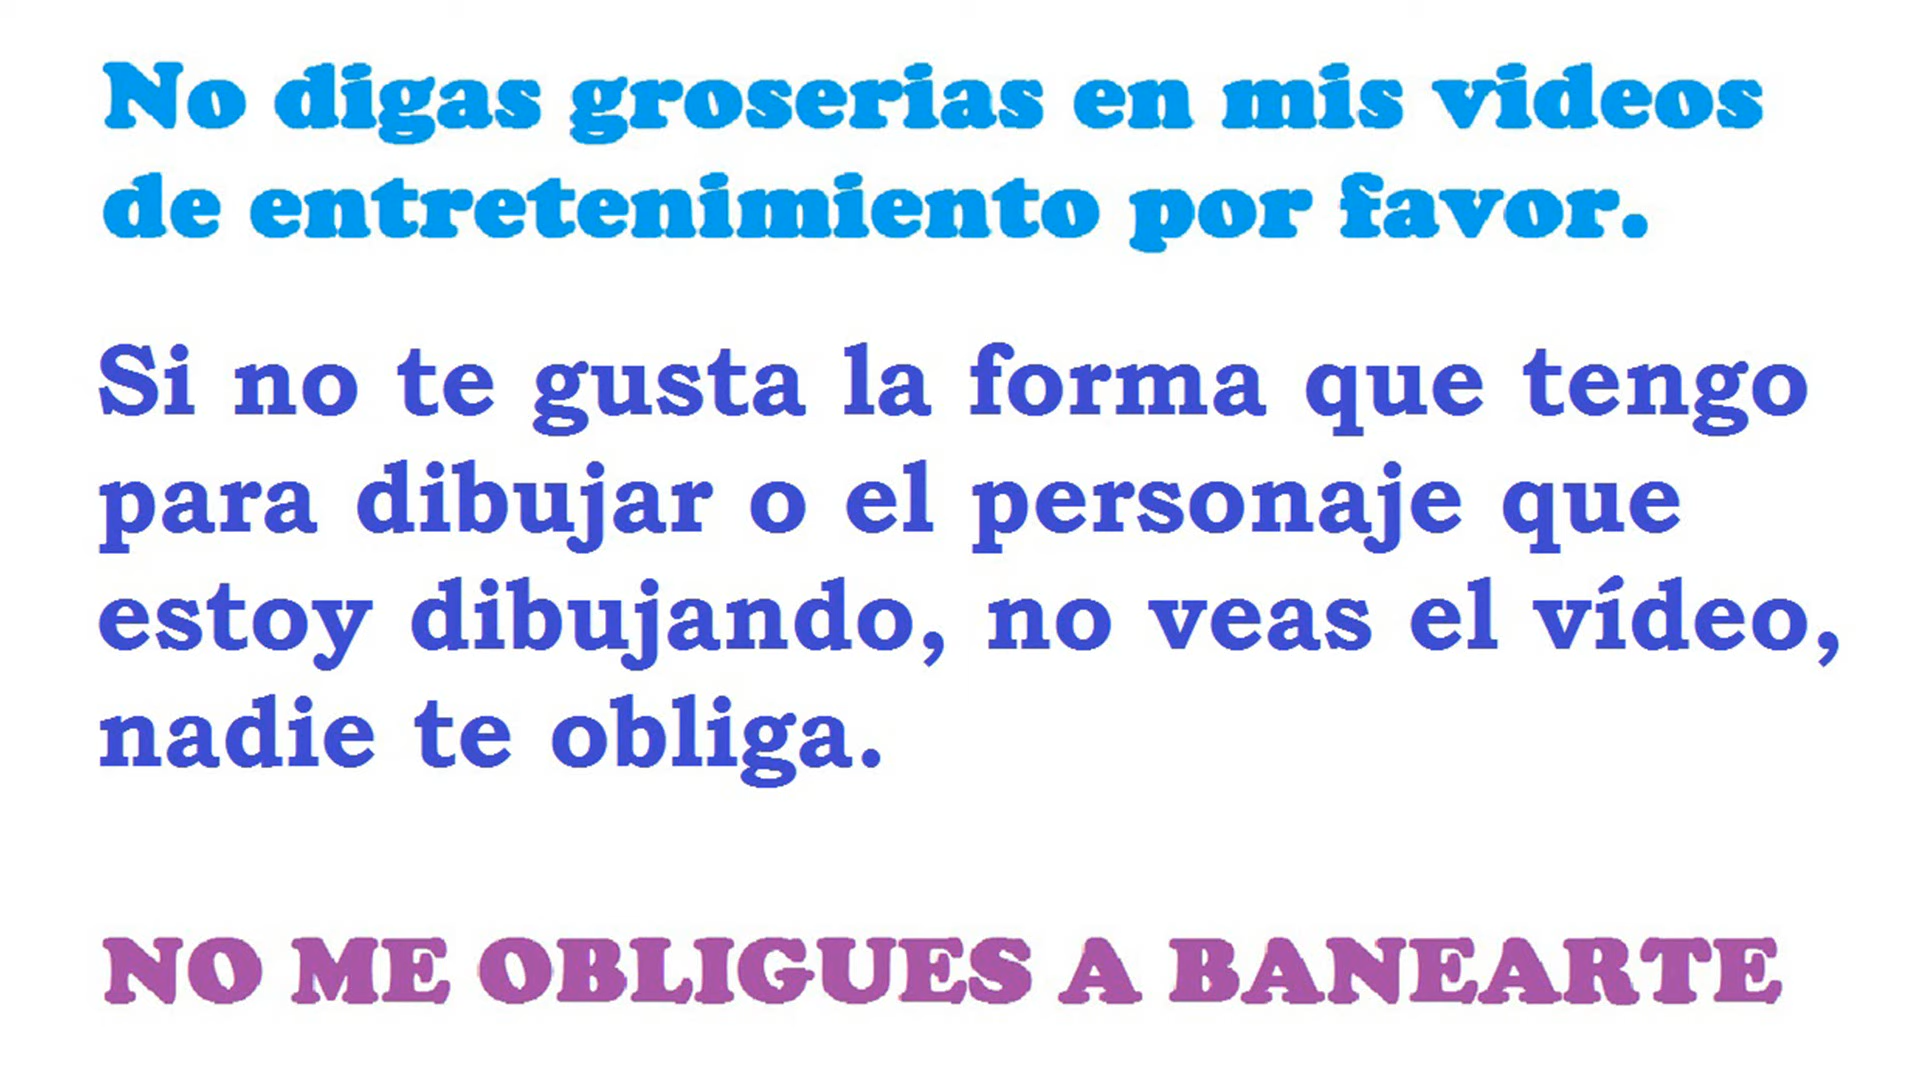 No digas groserias en mis videos
de entretenimiento por favor.
Si no te gusta la forma que tengo
para dibujar o el personaje que
estoy dibujando, no veas el vídeo,
nadie te obliga.
NO ME OBLIGUES A BANEARTE